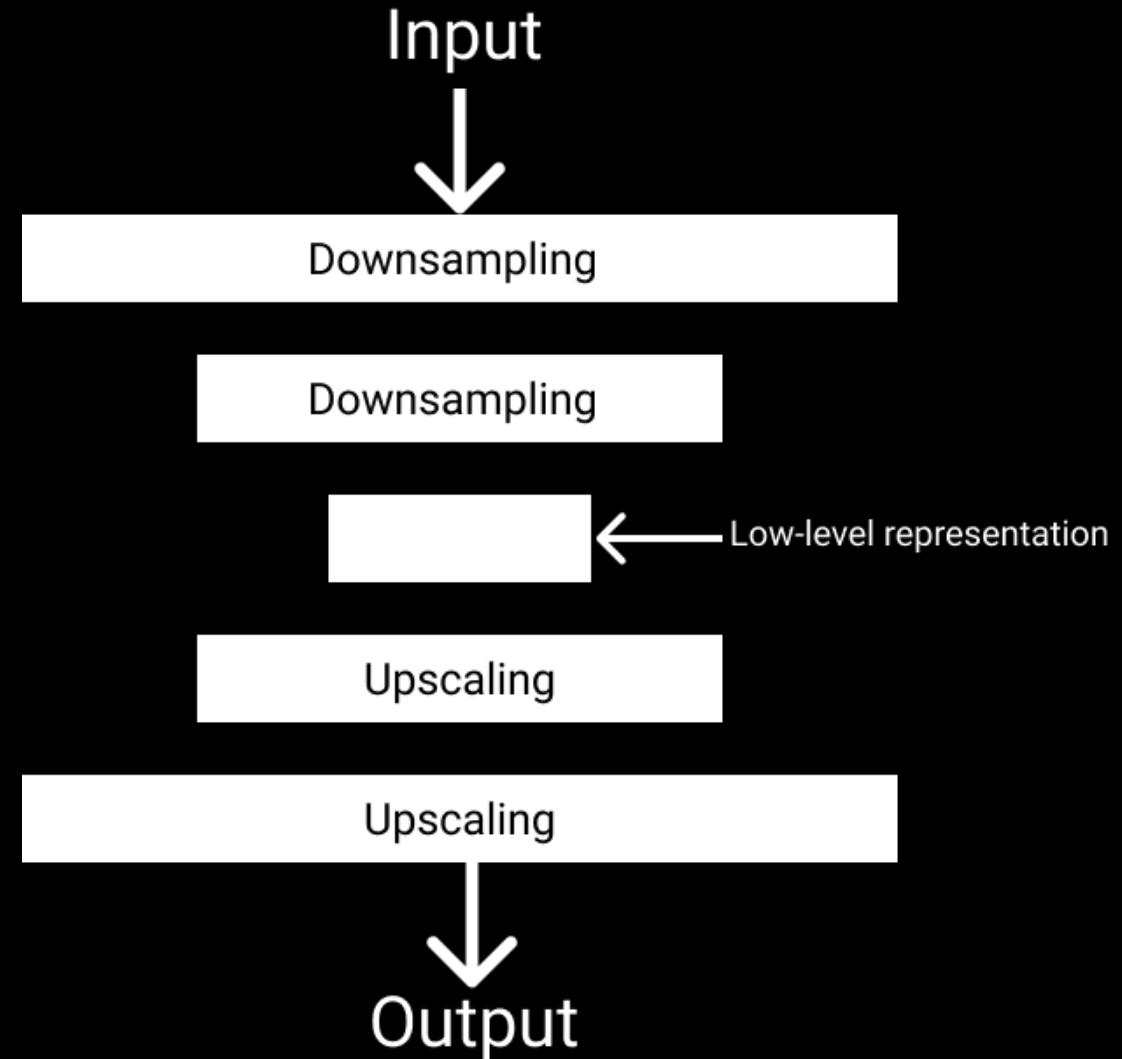 Input
Downsampling
Downsampling
Low-level representation
Upscaling
Upscaling
Output